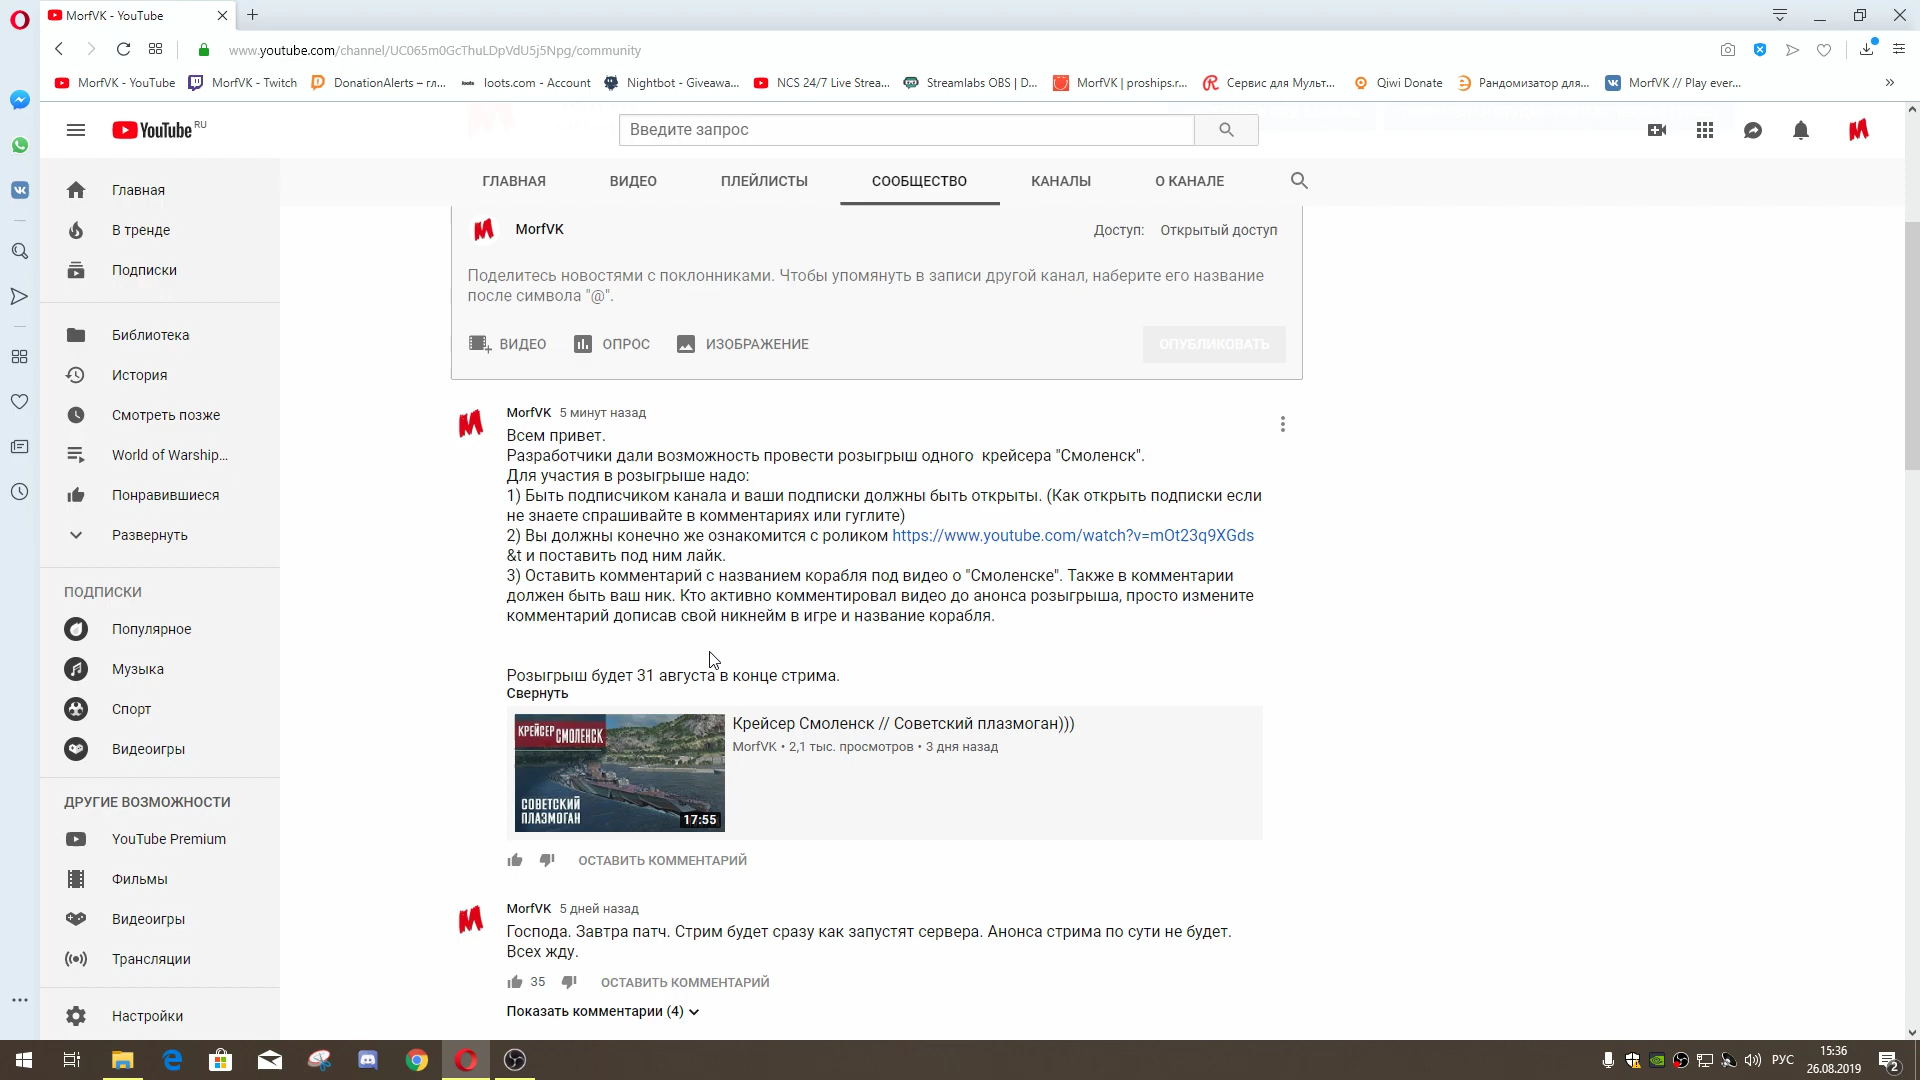 MorfVK - YouTube
www.youtube.com/channel/UC065m0GcThuLDpVdU5j5Npg/community
MorfVK - YouTube
MorfVK - Twitch
DonationAlerts – гл...
loots.com - Account
Nightbot - Giveawa...
NCS 24/7 Live Strea...
Streamlabs OBS | D...
MorfVK | proships.r...
Сервис для Мульт...
Qiwi Donate
Рандомизатор для...
MorfVK // Play ever...
YouTube RU
Введите запрос
ГЛАВНАЯ
ВИДЕО
ПЛЕЙЛИСТЫ
СООБЩЕСТВО
КАНАЛЫ
О КАНАЛЕ
Главная
В тренде
Подписки
Библиотека
История
Смотреть позже
World of Warship...
Понравившиеся
Развернуть
ПОДПИСКИ
Популярное
Музыка
Спорт
Видеоигры
ДРУГИЕ ВОЗМОЖНОСТИ
YouTube Premium
Фильмы
Видеоигры
Трансляции
Настройки
MorfVK
Доступ: Открытый доступ
Поделитесь новостями с поклонниками. Чтобы упомянуть в записи другой канал, наберите его название
после символа "@".
ВИДЕО
ОПРОС
ИЗОБРАЖЕНИЕ
ОПУБЛИКОВАТЬ
MorfVK 5 минут назад
Всем привет.
Разработчики дали возможность провести розыгрыш одного крейсера "Смоленск".
Для участия в розыгрыше надо:
1) Быть подписчиком канала и ваши подписки должны быть открыты. (Как открыть подписки если
не знаете спрашивайте в комментариях или гуглите)
2) Вы должны конечно же ознакомится с роликом https://www.youtube.com/watch?v=mOt23q9XGds
&t и поставить под ним лайк.
3) Оставить комментарий с названием корабля под видео о "Смоленске". Также в комментарии
должен быть ваш ник. Кто активно комментировал видео до анонса розыгрыша, просто измените
комментарий дописав свой никнейм в игре и название корабля.
Розыгрыш будет 31 августа в конце стрима.
Свернуть
КРЕЙСЕР СМОЛЕНСК
СОВЕТСКИЙ
ПЛАЗМОГАН
17:55
Крейсер Смоленск // Советский плазмоган)))
MorfVK • 2,1 тыс. просмотров • 3 дня назад
ОСТАВИТЬ КОММЕНТАРИЙ
MorfVK 5 дней назад
Господа. Завтра патч. Стрим будет сразу как запустят сервера. Анонса стрима по сути не будет.
Всех жду.
35
ОСТАВИТЬ КОММЕНТАРИЙ
Показать комментарии (4)
РУС
15:36
26.08.2019
2